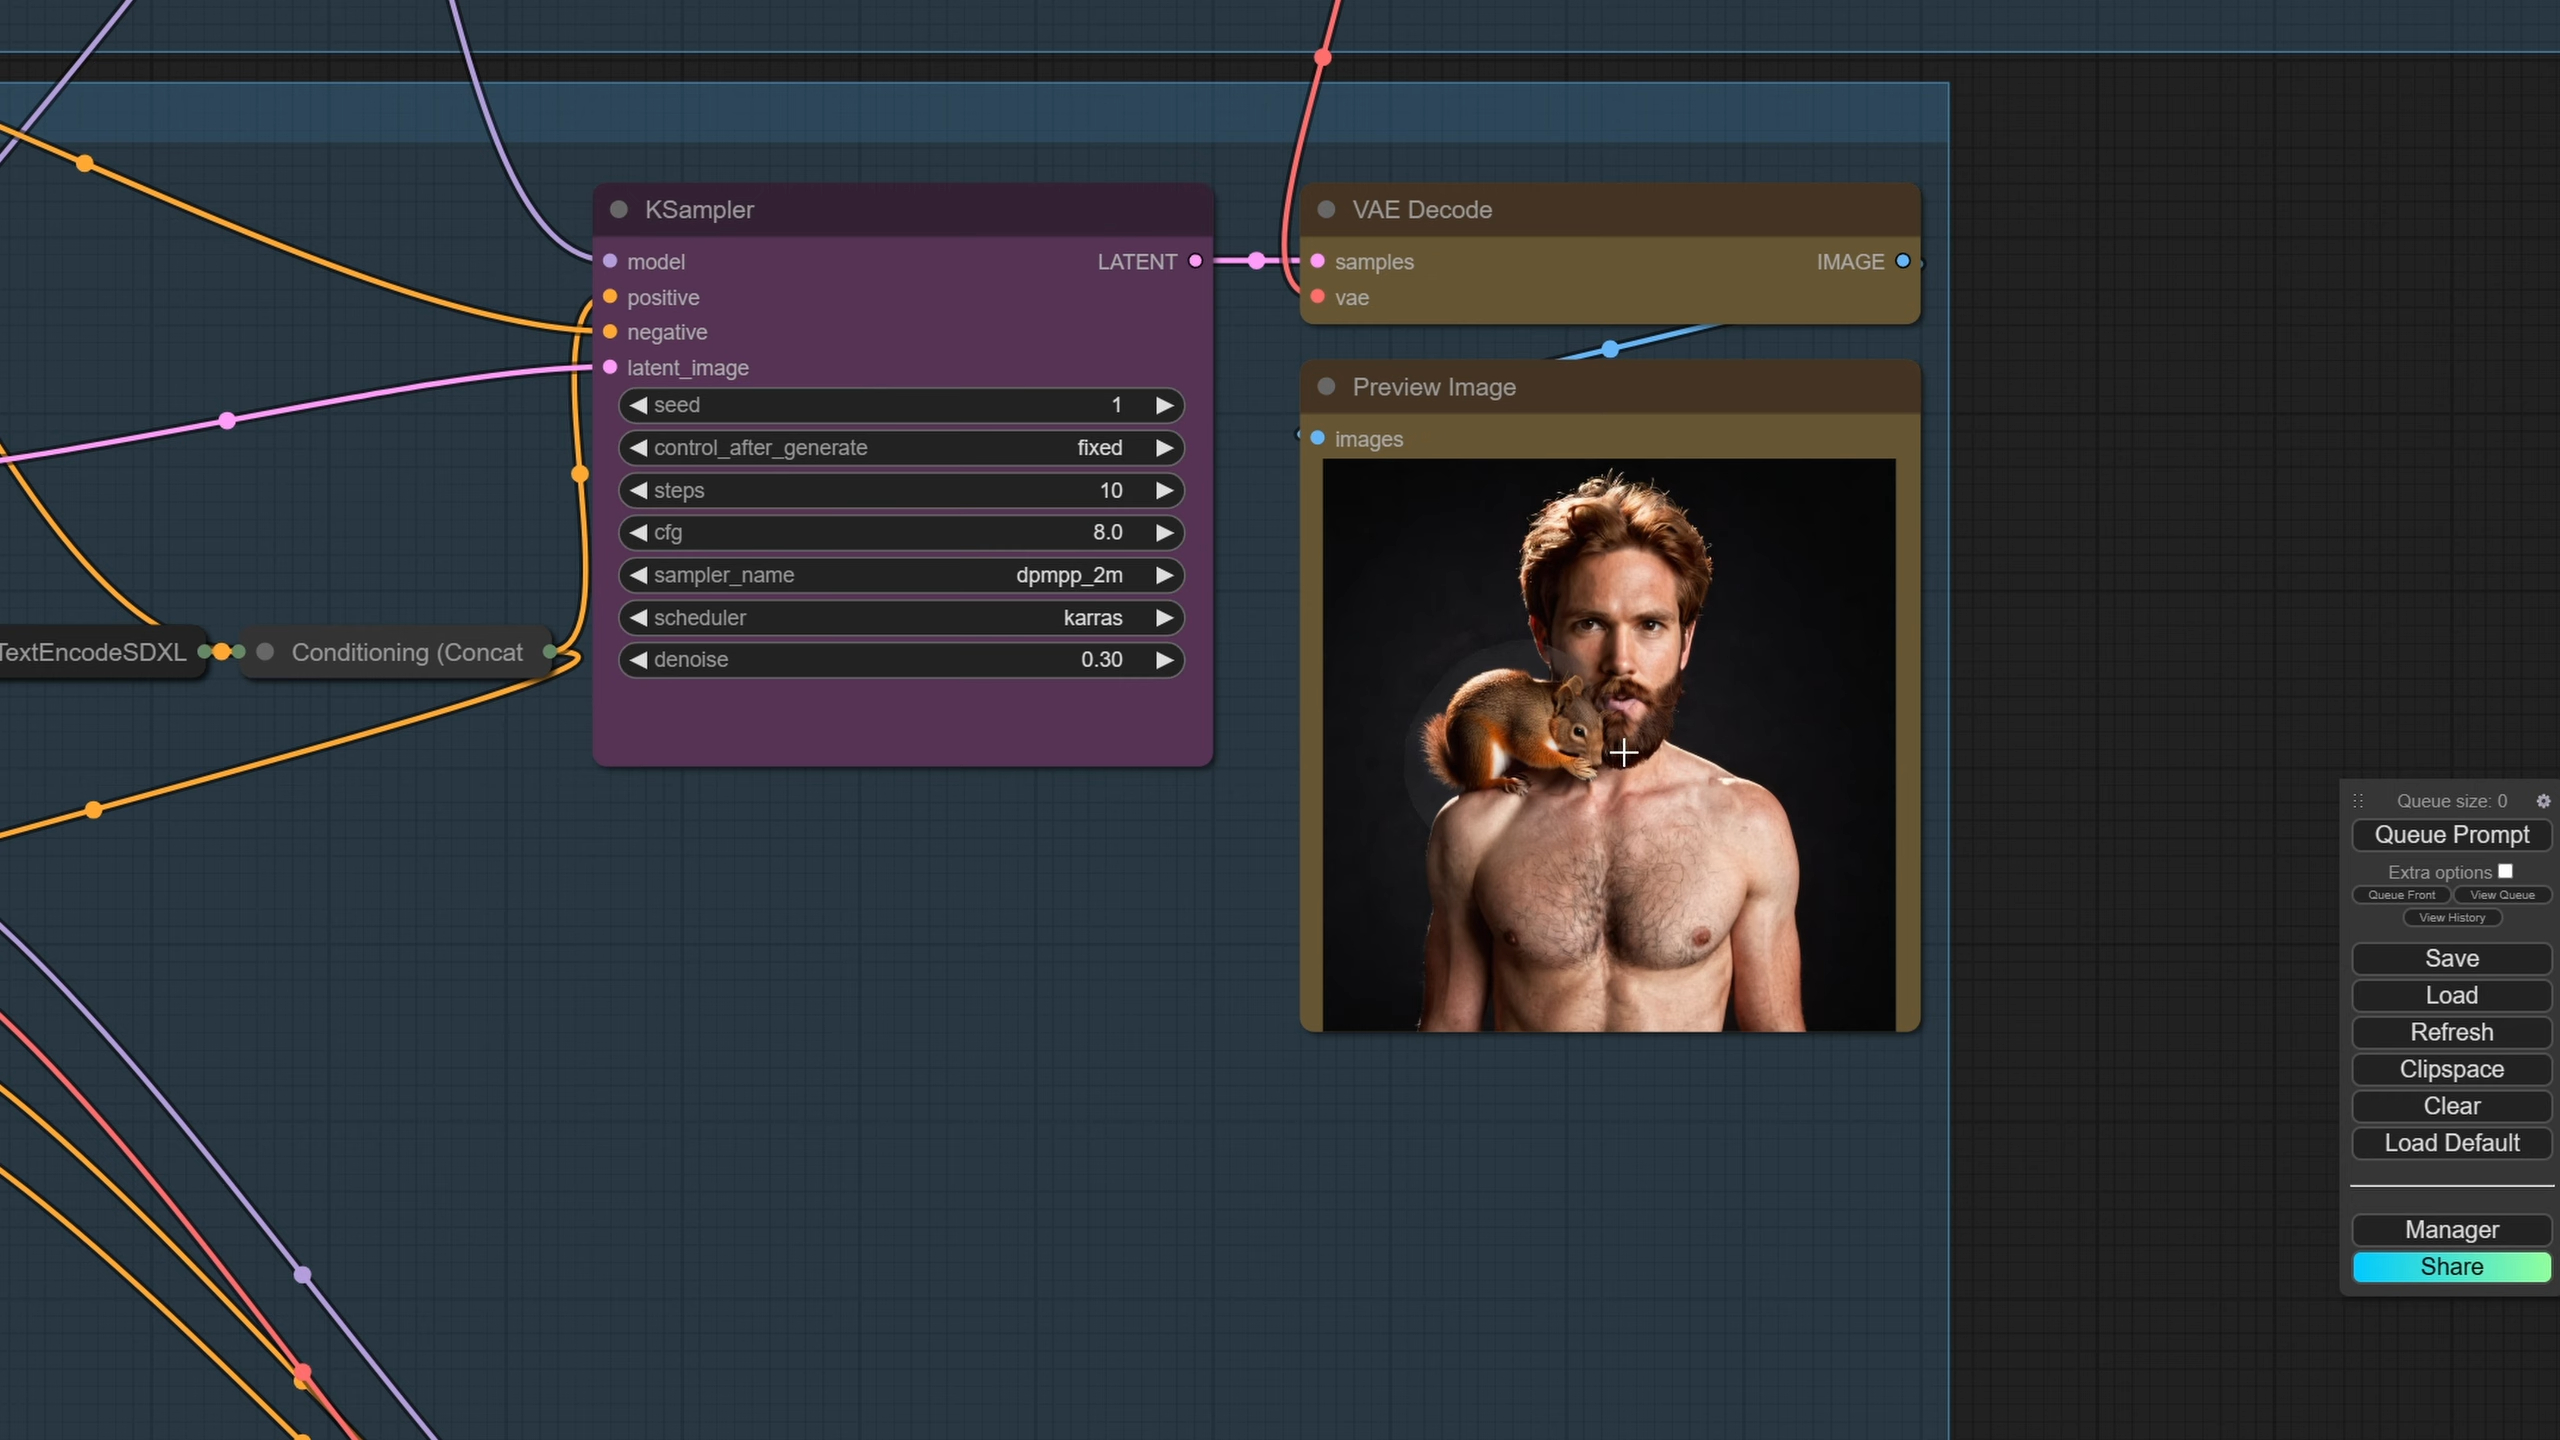 KSampler
model
LATENT
positive
negative
latent_image
seed 1
control_after_generate fixed
steps 10
cfg 8.0
sampler_name dpmpp_2m
scheduler karras
denoise 0.30
TextEncodeSDXL
Conditioning (Concat
VAE Decode
samples
IMAGE
vae
Preview Image
images
Queue size: 0
Queue Prompt
Extra options
Queue Front
View Queue
View History
Save
Load
Refresh
Clipspace
Clear
Load Default
Manager
Share